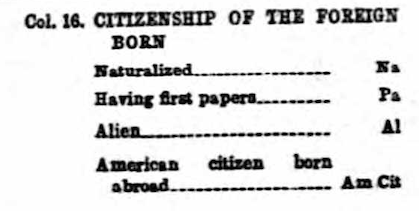 Col. 16. CITIZENSHIP OF THE FOREIGN
BORN
Naturalized.................... Na
Having first papers.......... Pa
Alien.......................... Al
American citizen born
abroad...................... Am Cit